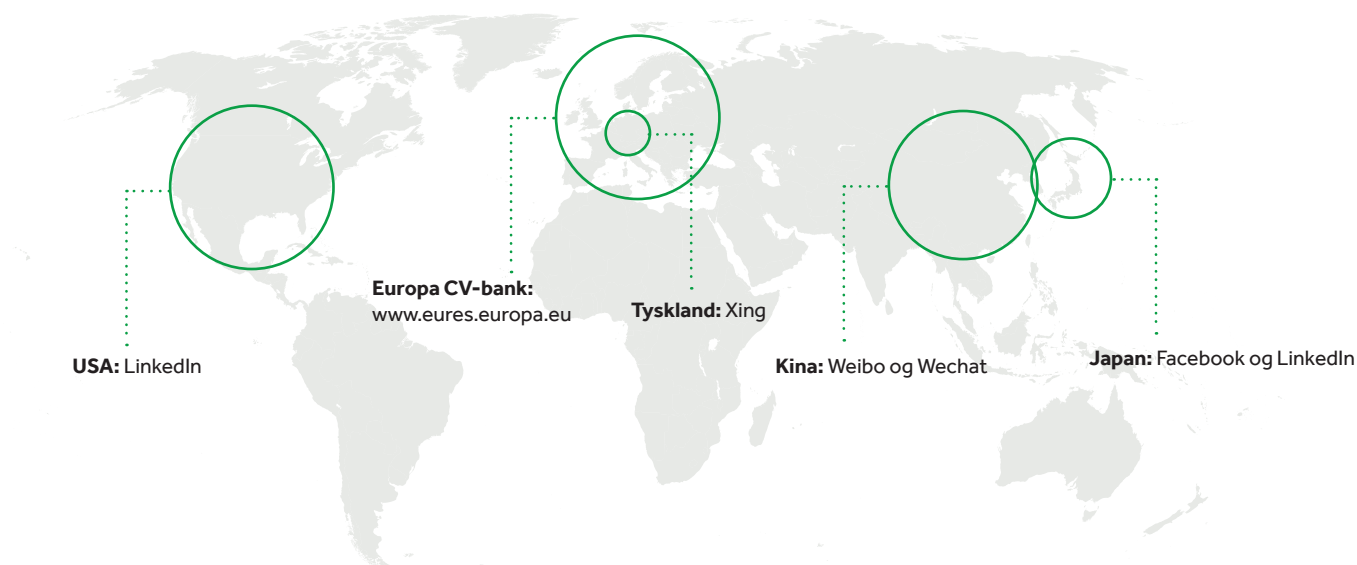 Europa CV-bank:
www.eures.europa.eu
Tyskland: Xing
USA: LinkedIn
Kina: Weibo og Wechat
Japan: Facebook og LinkedIn